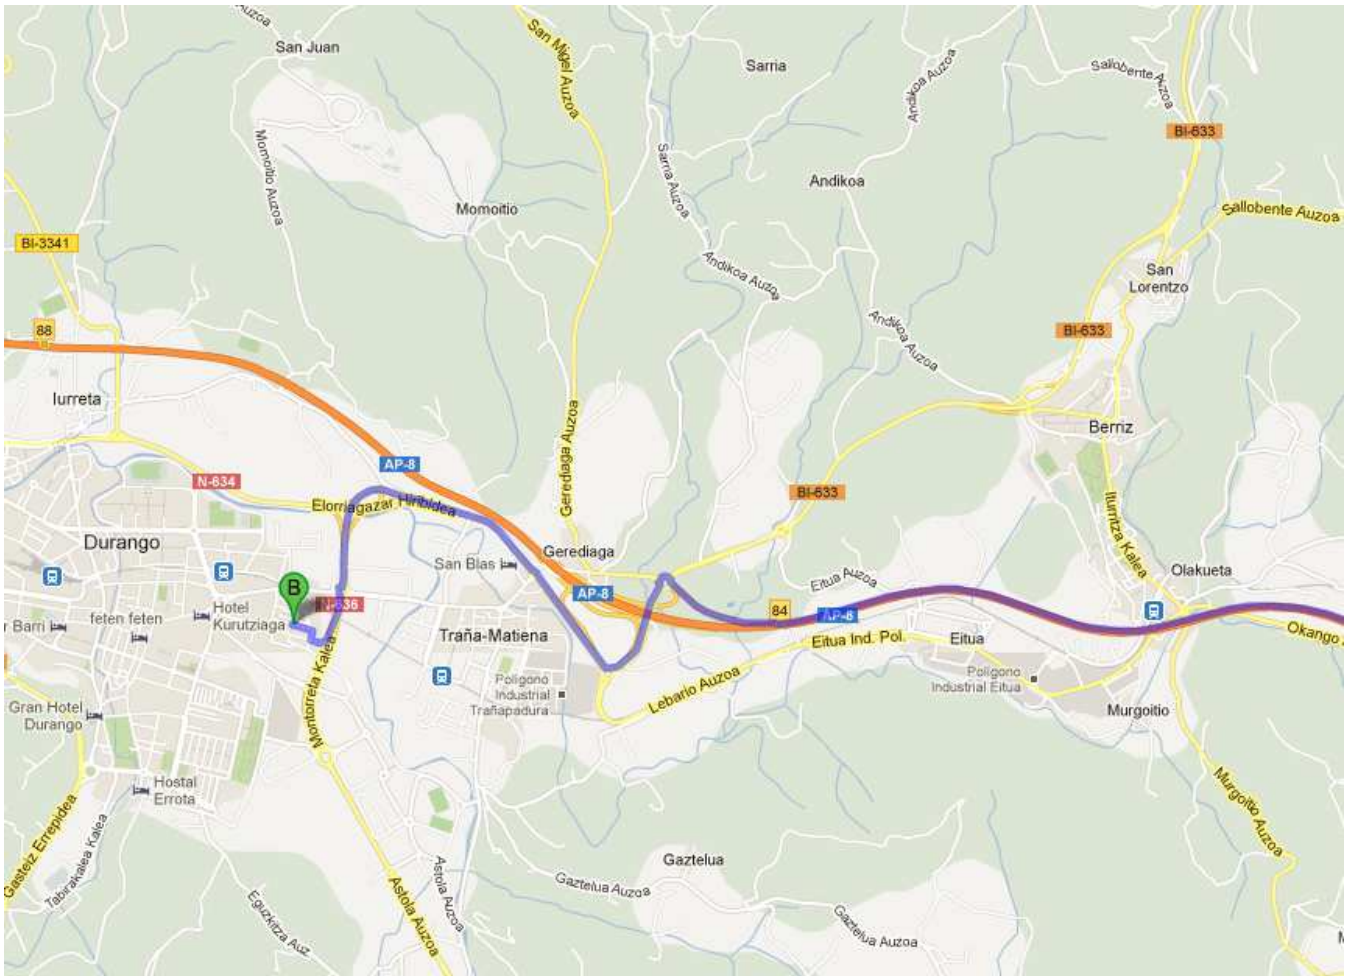 Auzoa
San Juan
San Migel Auzoa
Sarria
Andikoa Auzoa
Sallobente Auzoa
BI-633
Momoitio Auzoa
Sarria Auzoa
Andikoa
Momoitio
Sallobente Auzoa
BI-3341
Andikoa Auzoa
San
Lorentzo
88
Andikoa Auzoa
BI-633
Iurreta
Gerediaga Auzoa
Berriz
AP-8
N-634
BI-633
Elorriagazar Hiribidea
Iturritza Kalea
Durango
Gerediaga
San Blas
Olakueta
Eitua Auzoa
B
AP-8
N-636
84
AP-8
Hotel
Kurutziaga
feten feten
r Barri
Traña-Matiena
Eitua Ind. Pol.
Eitua
Okango
Montorreta Kalea
Poligono
Industrial
Trañapadura
Lebario Auzoa
Poligono
Industrial Eitua
Gran Hotel
Durango
Murgoitio
Hostal
Errota
Murgoitio Auzoa
Gasteiz Errepidea
Tabirakalea Kalea
Astola Auzoa
Astola Auzoa
Gaztelua
Gaztelua Auzoa
Eguzkitza Auz
Gaztelua Auzoa